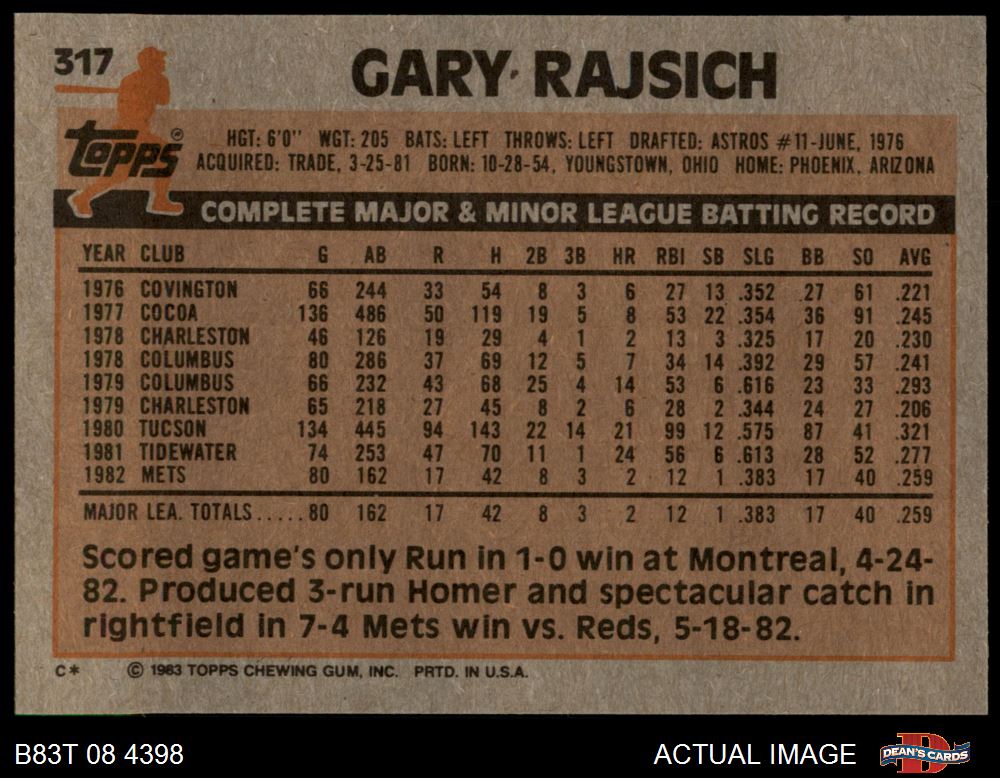 317
GARY RAJSICH
topps®
HGT: 6'0" WGT: 205 BATS: LEFT THROWS: LEFT DRAFTED: ASTROS #11-JUNE, 1976
ACQUIRED: TRADE, 3-25-81 BORN: 10-28-54, YOUNGSTOWN, OHIO HOME: PHOENIX, ARIZONA
COMPLETE MAJOR & MINOR LEAGUE BATTING RECORD
YEAR CLUB G AB R H 2B 3B HR RBI SB SLG BB SO AVG
1976 COVINGTON 66 244 33 54 8 3 6 27 13 .352 27 61 .221
1977 COCOA 136 486 50 119 19 5 8 53 22 .354 36 91 .245
1978 CHARLESTON 46 126 19 29 4 1 2 13 3 .325 17 20 .230
1978 COLUMBUS 80 286 37 69 12 5 7 34 14 .392 29 57 .241
1979 COLUMBUS 66 232 43 68 25 4 14 53 6 .616 23 33 .293
1979 CHARLESTON 65 218 27 45 8 2 6 28 2 .344 24 27 .206
1980 TUCSON 134 445 94 143 22 14 21 99 12 .575 87 41 .321
1981 TIDEWATER 74 253 47 70 11 1 24 56 6 .613 28 52 .277
1982 METS 80 162 17 42 8 3 2 12 1 .383 17 40 .259
MAJOR LEA. TOTALS.....80 162 17 42 8 3 2 12 1 .383 17 40 .259
Scored game's only Run in 1-0 win at Montreal, 4-24-
82. Produced 3-run Homer and spectacular catch in
rightfield in 7-4 Mets win vs. Reds, 5-18-82.
C* © 1983 TOPPS CHEWING GUM, INC. PRTD. IN U.S.A.
B83T 08 4398 ACTUAL IMAGE DEAN'S CARDS